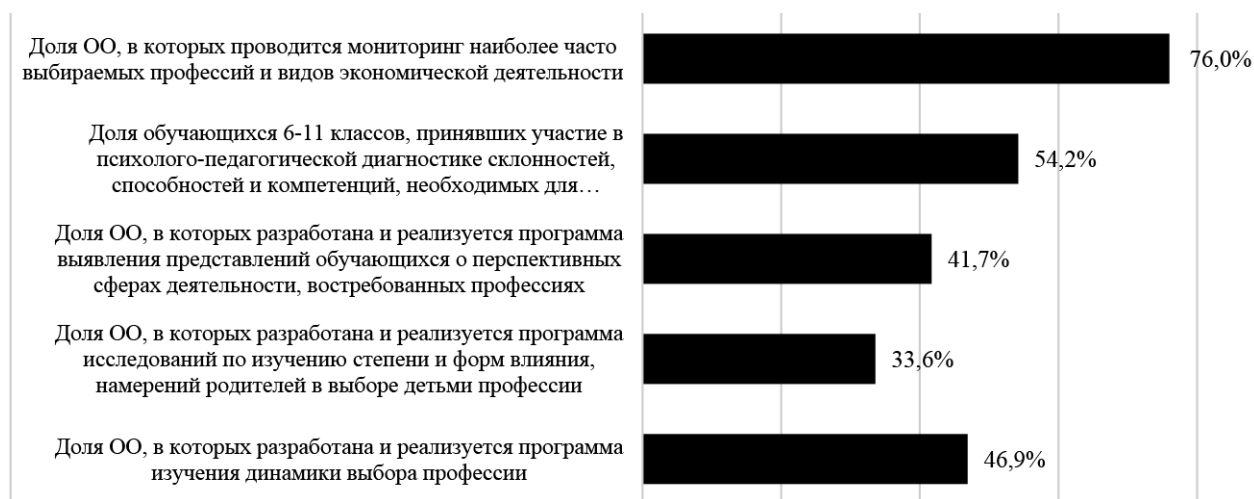 Доля ОО, в которых проводится мониторинг наиболее часто
выбираемых профессий и видов экономической деятельности
76,0%
Доля обучающихся 6-11 классов, принявших участие в
психолого-педагогической диагностике склонностей,
способностей и компетенций, необходимых для…
54,2%
Доля ОО, в которых разработана и реализуется программа
выявления представлений обучающихся о перспективных
сферах деятельности, востребованных профессиях
41,7%
Доля ОО, в которых разработана и реализуется программа
исследований по изучению степени и форм влияния,
намерений родителей в выборе детьми профессии
33,6%
Доля ОО, в которых разработана и реализуется программа
изучения динамики выбора профессии
46,9%